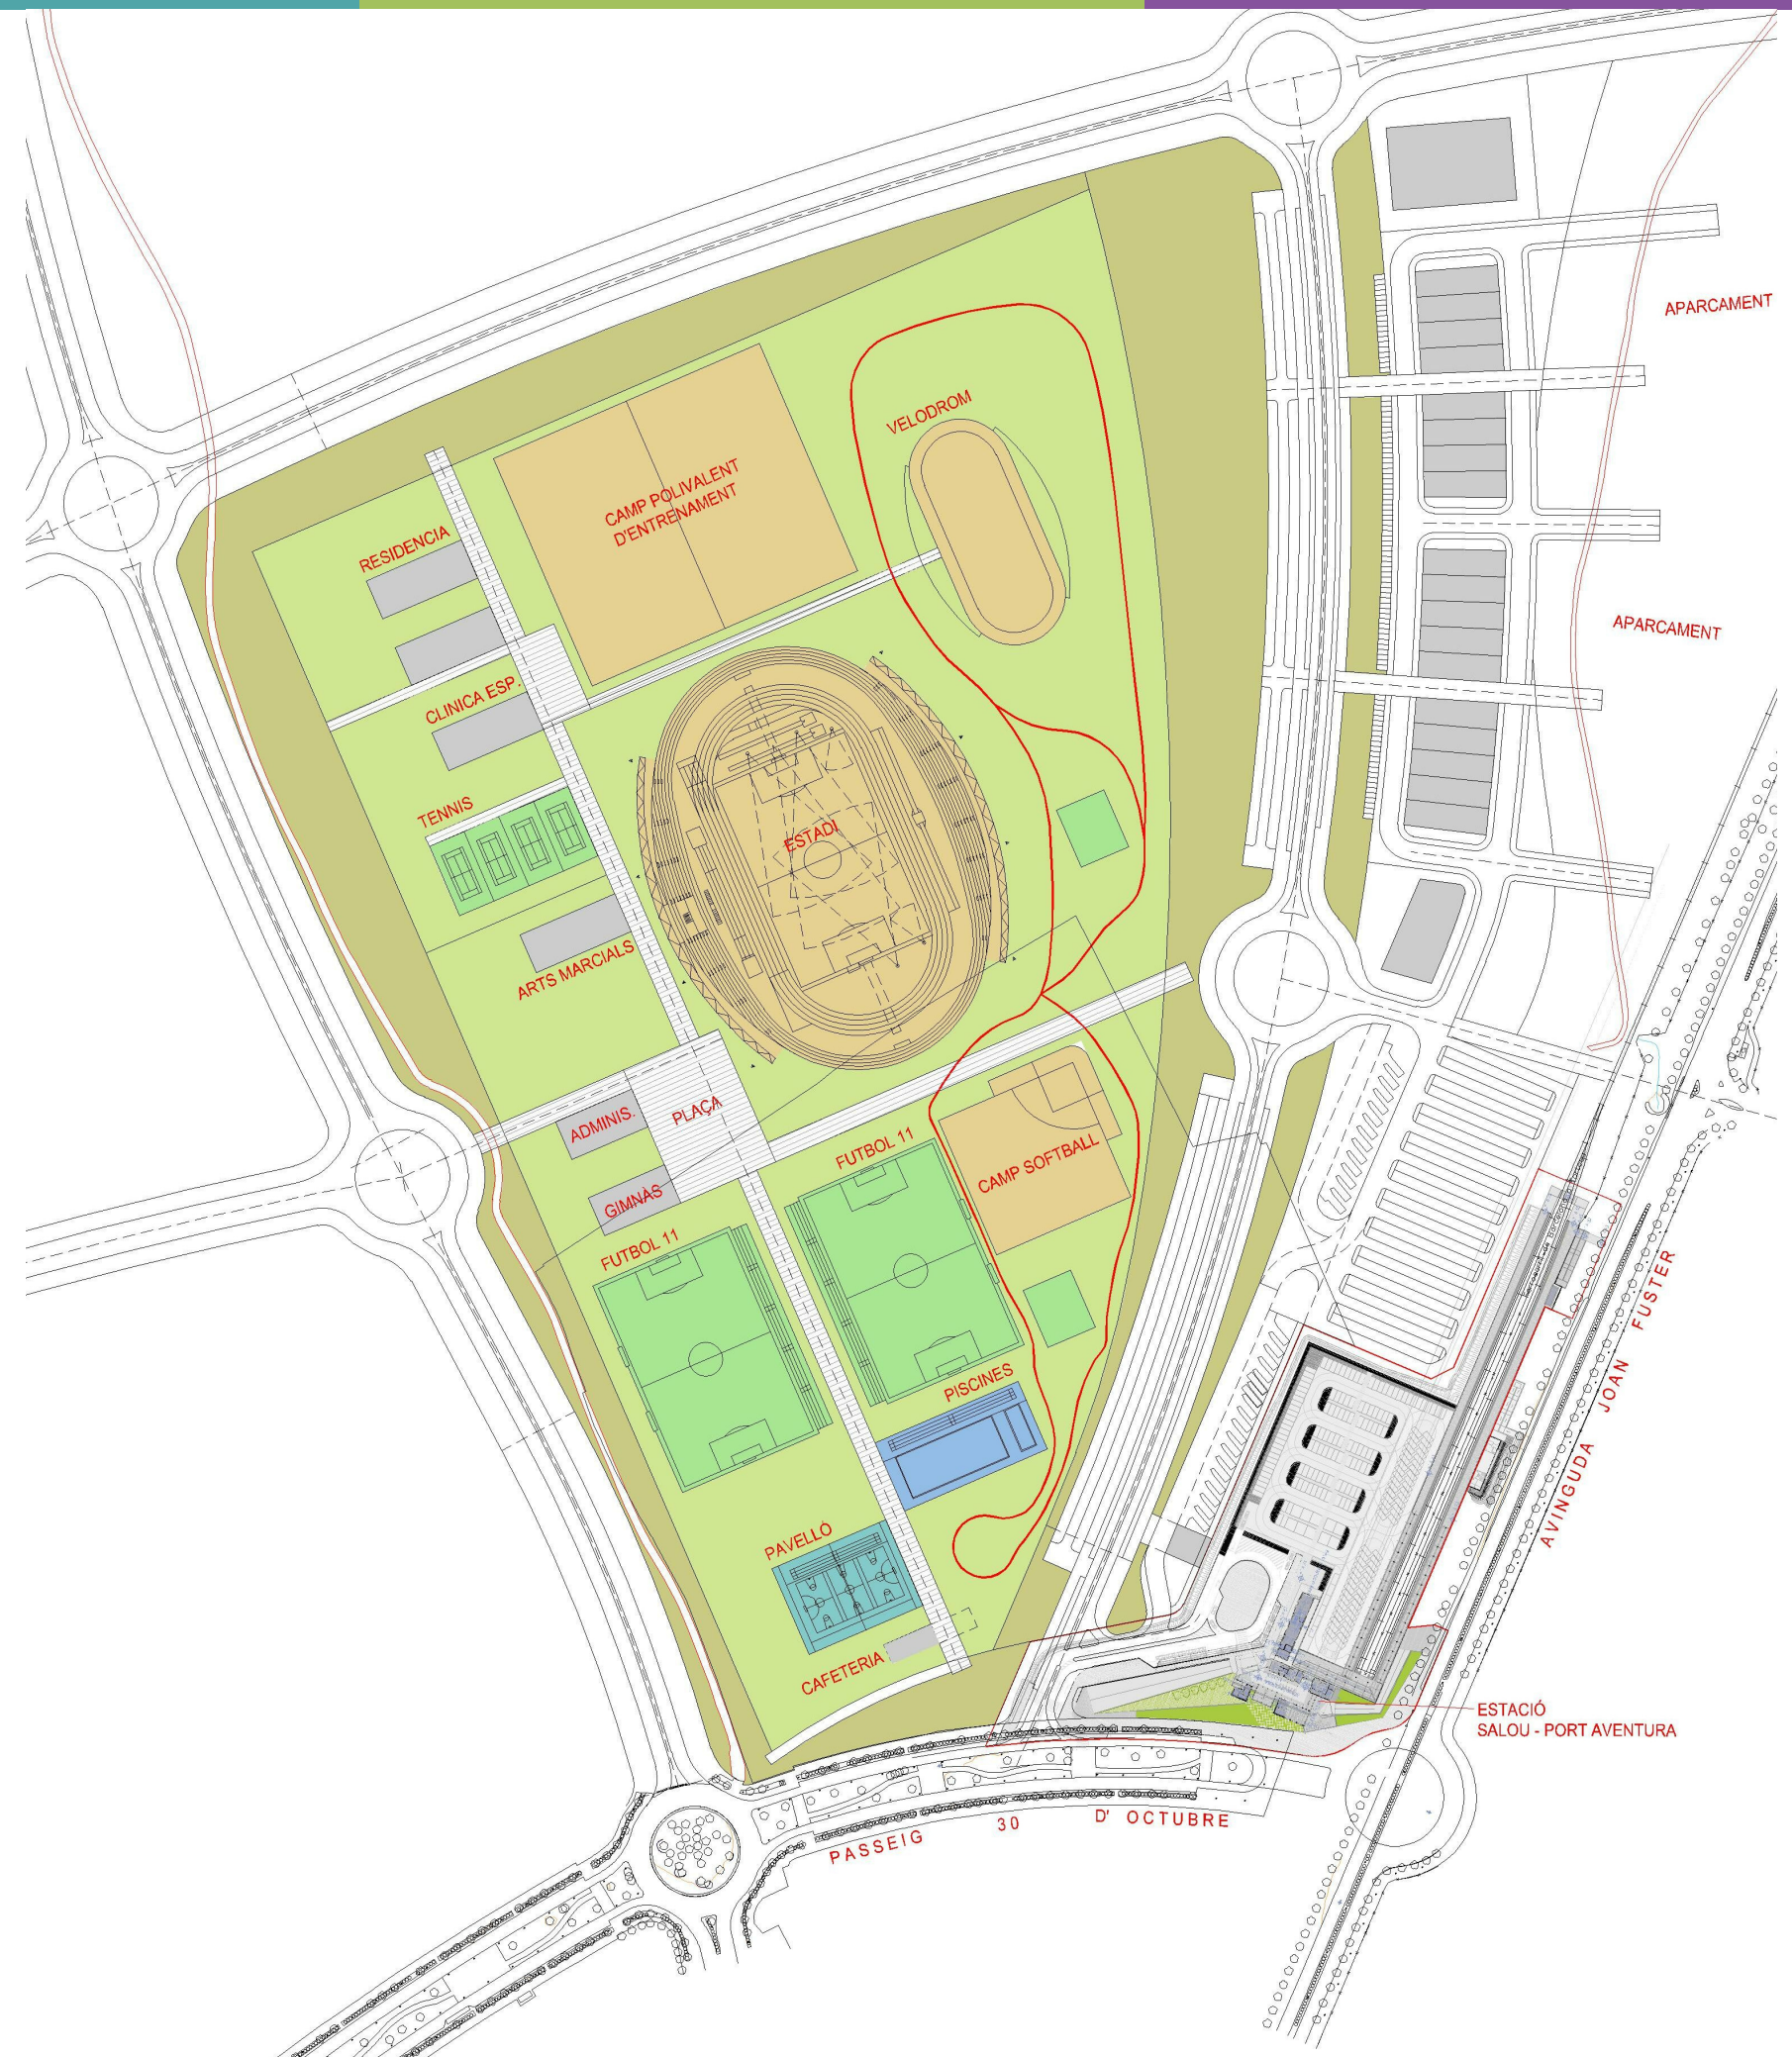 APARCAMENT
VELODROM
CAMP POLIVALENT
D'ENTRENAMENT
RESIDENCIA
APARCAMENT
CLINICA ESP.
TENNIS
ESTADI
ARTS MARCIALS
ADMINIS.
PLAÇA
FUTBOL 11
CAMP SOFTBALL
GIMNÀS
FUTBOL 11
PISCINES
AVINGUDA JOAN FUSTER
PAVELLÓ
CAFETERIA
ESTACIÓ
SALOU - PORT AVENTURA
PASSEIG 30 D' OCTUBRE